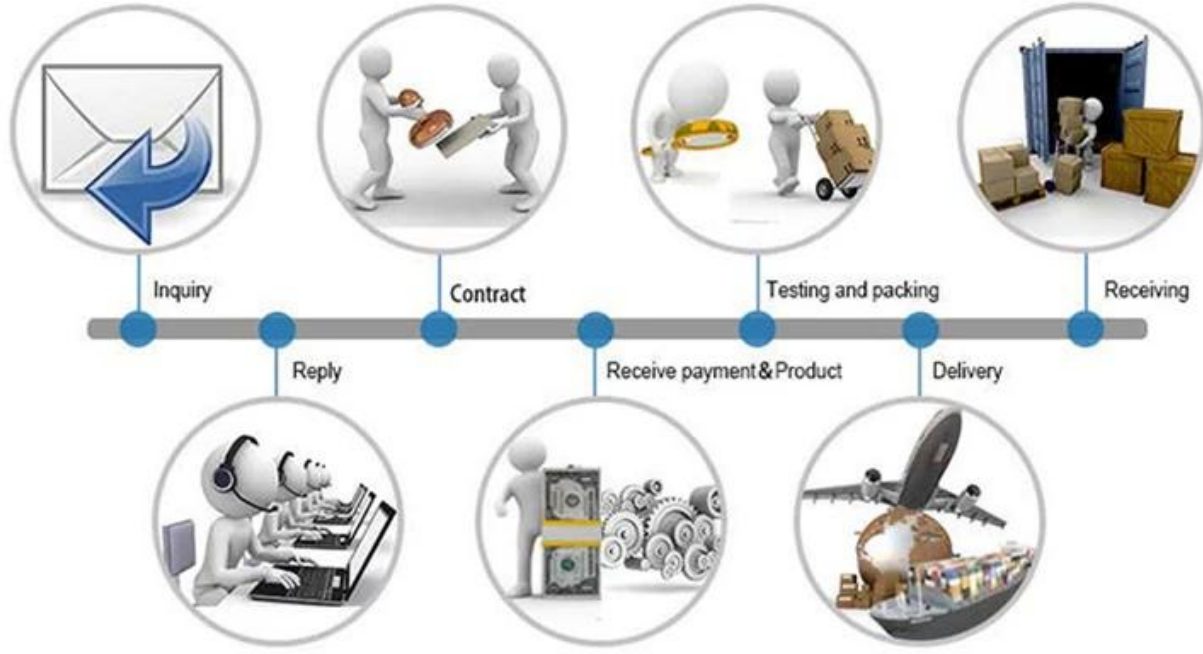 Inquiry
Reply
Contract
Receive payment&Product
Testing and packing
Delivery
Receiving